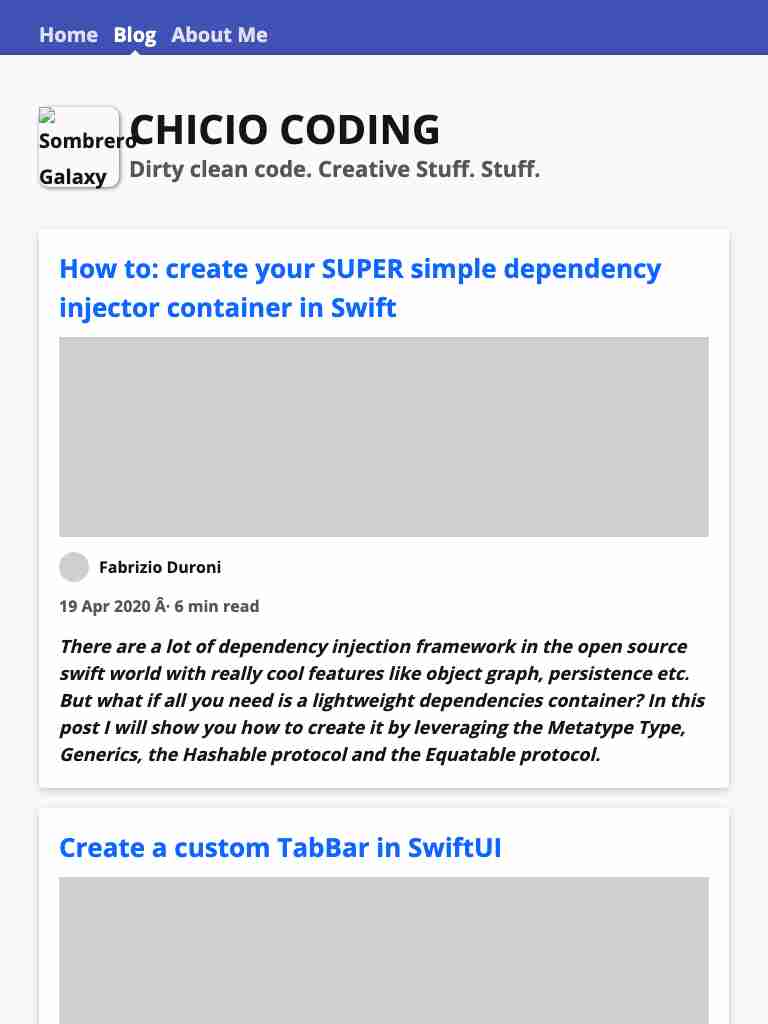 Home Blog About Me
Sombrero
Galaxy
CHICIO CODING
Dirty clean code. Creative Stuff. Stuff.
How to: create your SUPER simple dependency
injector container in Swift
Fabrizio Duroni
19 Apr 2020 Â· 6 min read
There are a lot of dependency injection framework in the open source
swift world with really cool features like object graph, persistence etc.
But what if all you need is a lightweight dependencies container? In this
post I will show you how to create it by leveraging the Metatype Type,
Generics, the Hashable protocol and the Equatable protocol.
Create a custom TabBar in SwiftUI